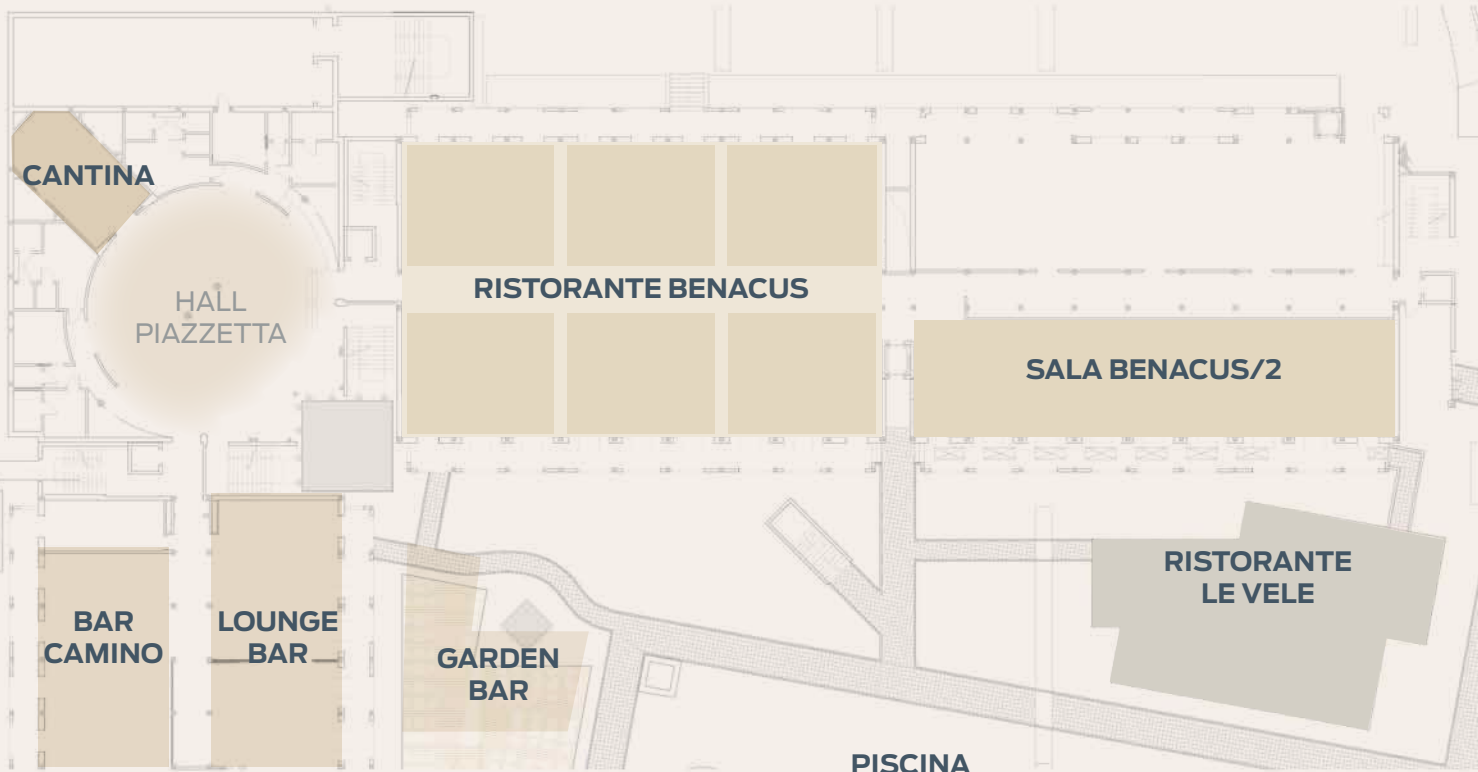 CANTINA
HALL
PIAZZETTA
RISTORANTE BENACUS
SALA BENACUS/2
RISTORANTE
LE VELE
BAR
CAMINO
LOUNGE
BAR
GARDEN
BAR
PISCINA